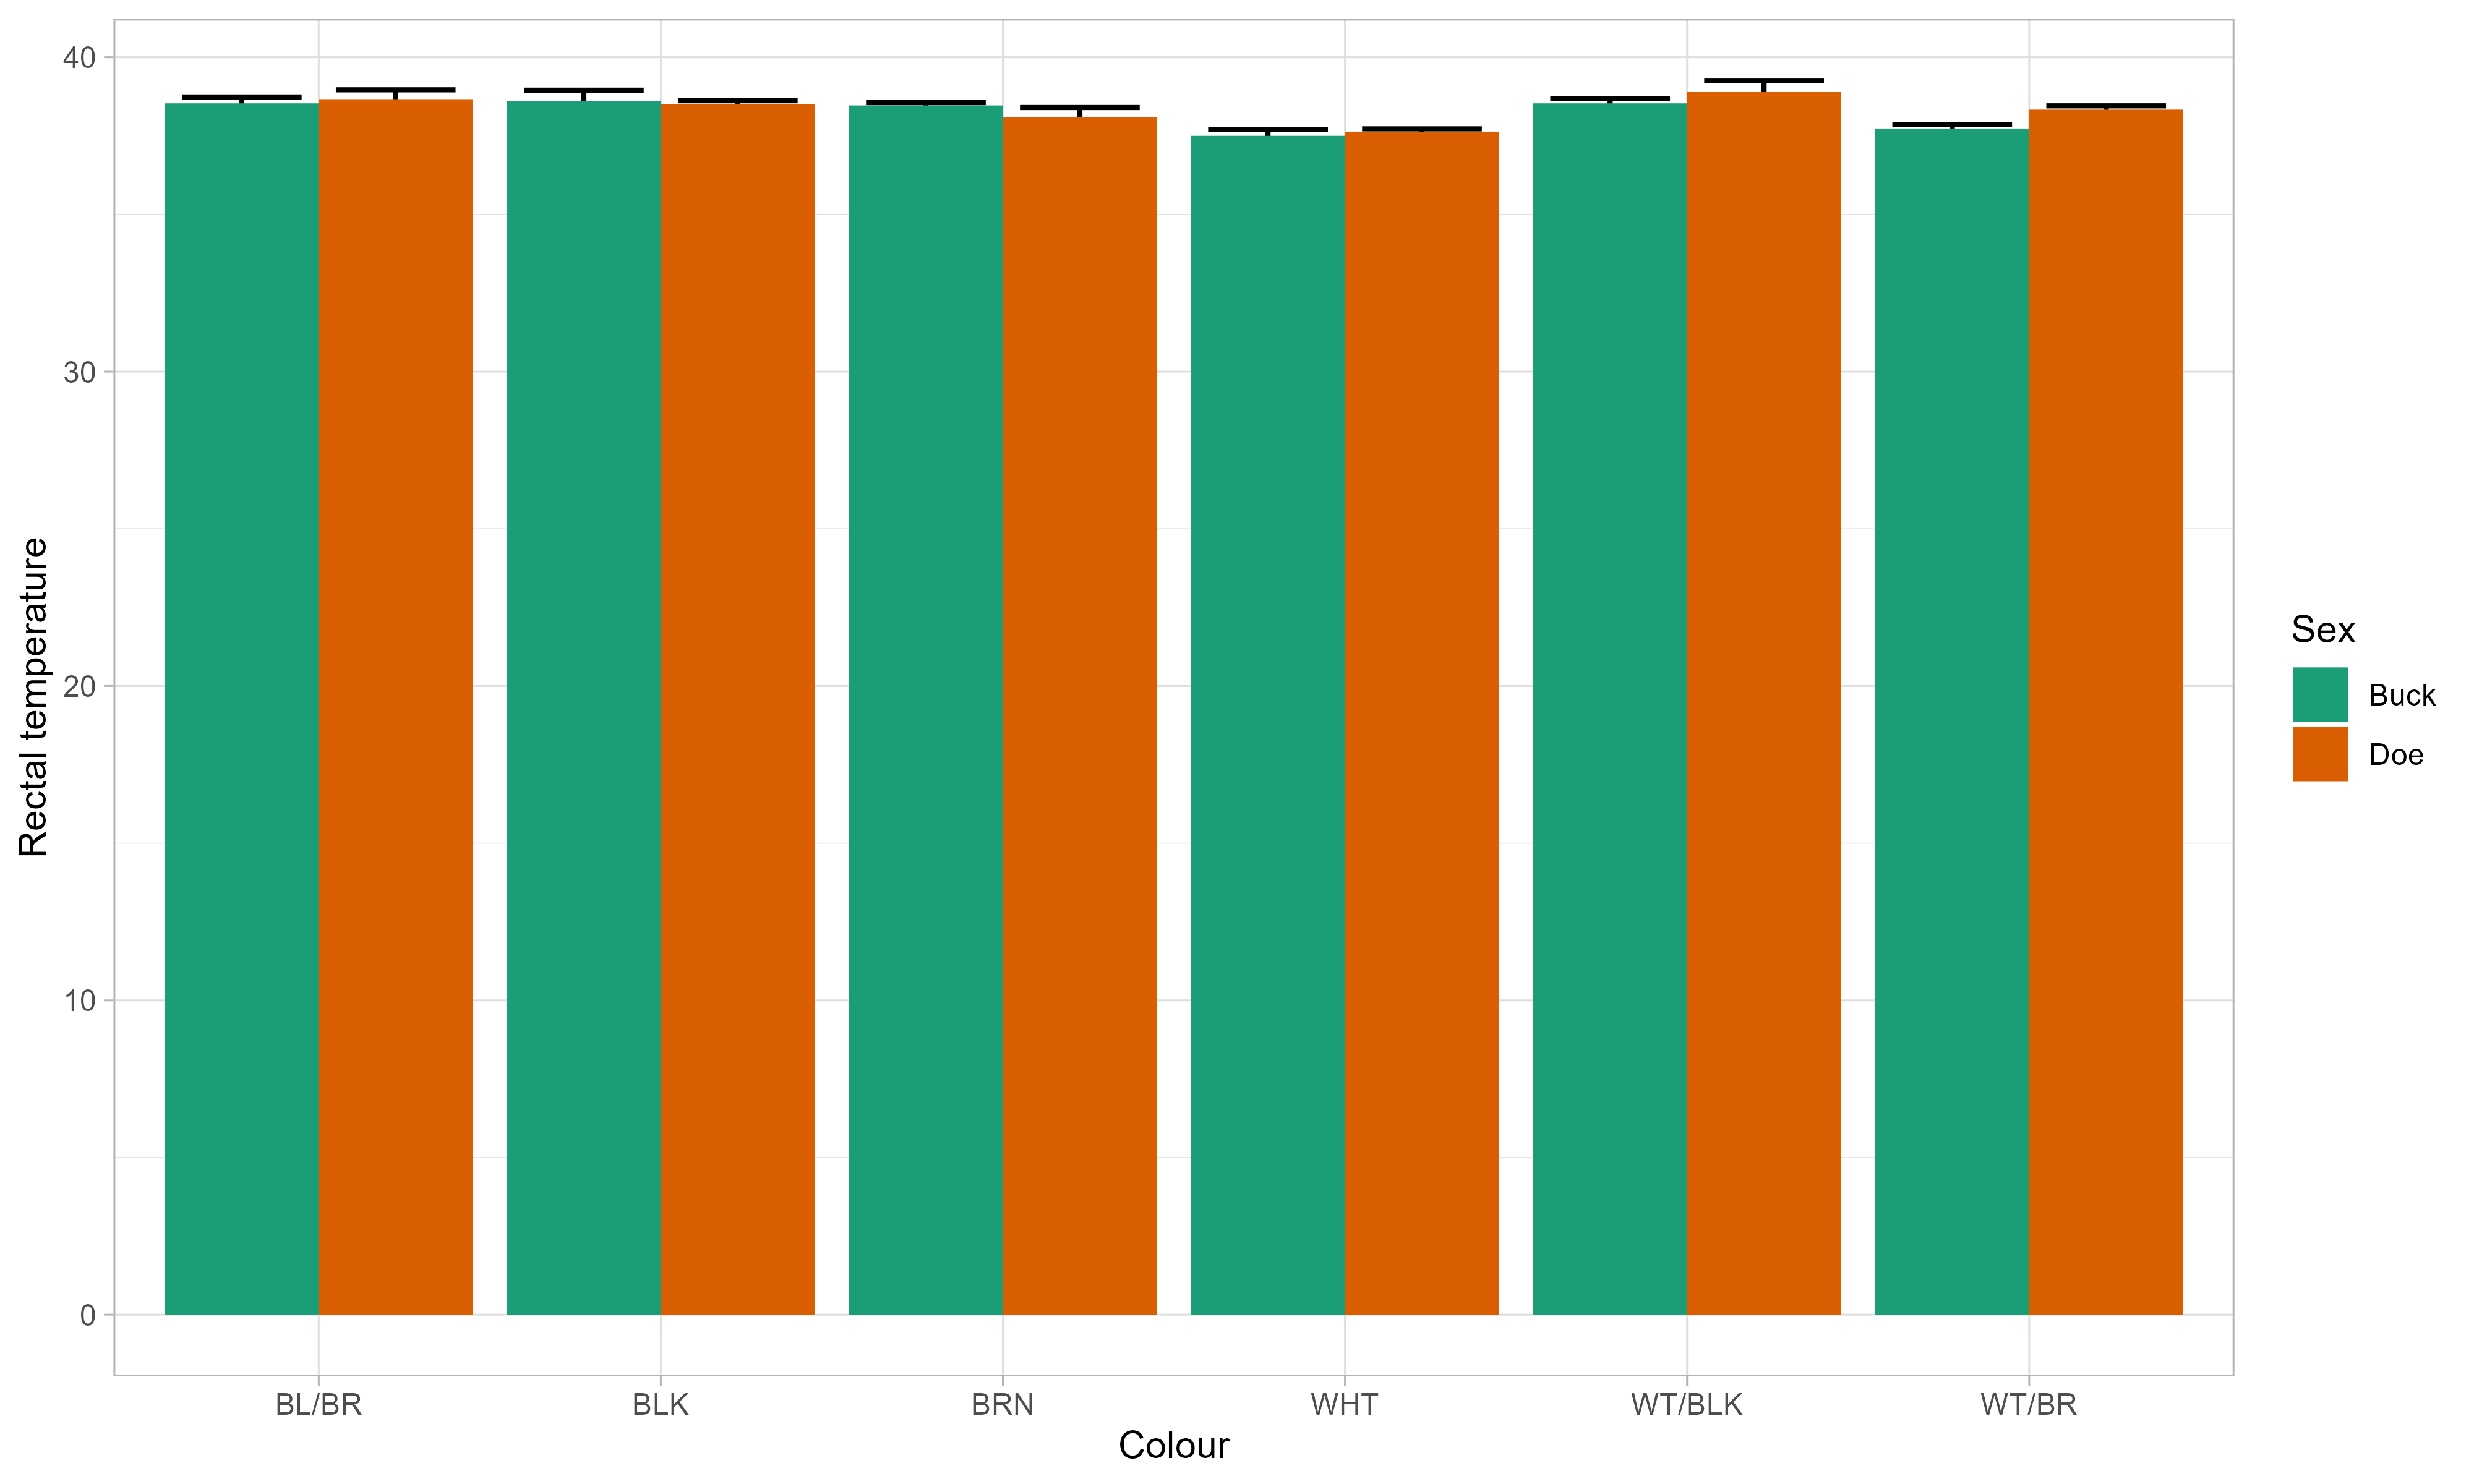 40
30
20
10
0
Rectal temperature
BL/BR
BLK
BRN
WHT
WT/BLK
WT/BR
Colour
Sex
Buck
Doe